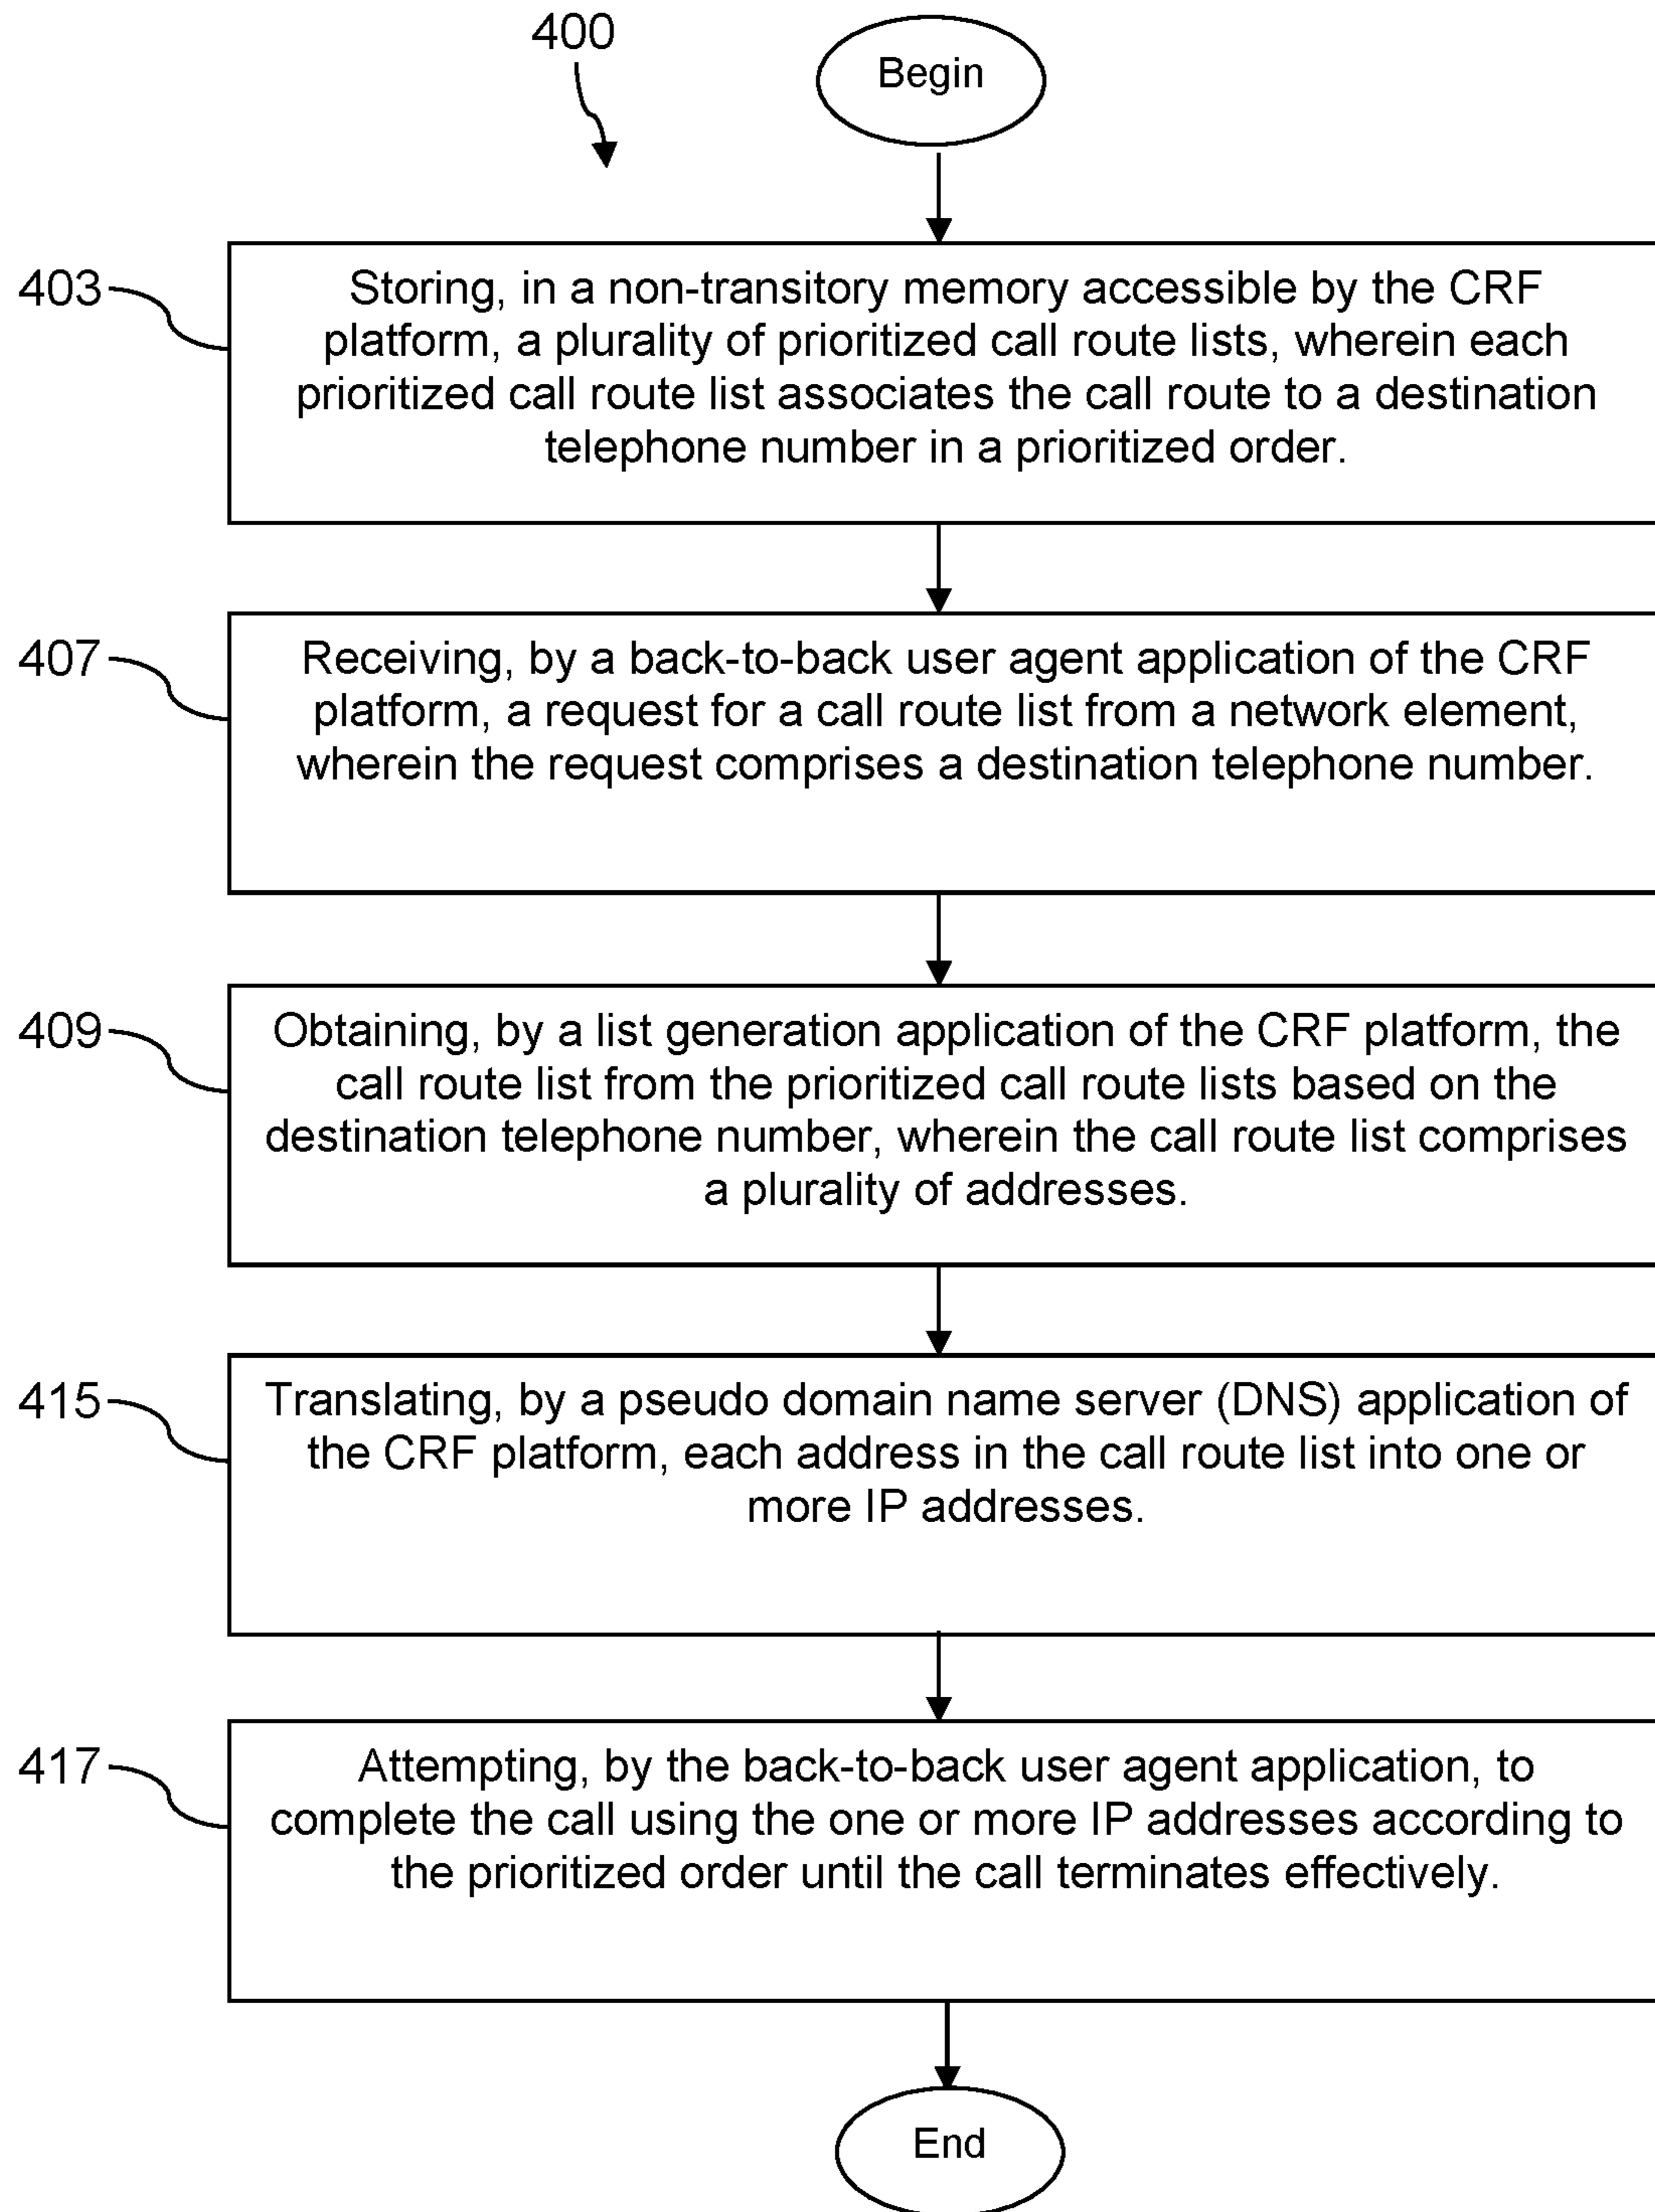 400
Begin
403
Storing, in a non-transitory memory accessible by the CRF
platform, a plurality of prioritized call route lists, wherein each
prioritized call route list associates the call route to a destination
telephone number in a prioritized order.
407
Receiving, by a back-to-back user agent application of the CRF
platform, a request for a call route list from a network element,
wherein the request comprises a destination telephone number.
409
Obtaining, by a list generation application of the CRF platform, the
call route list from the prioritized call route lists based on the
destination telephone number, wherein the call route list comprises
a plurality of addresses.
415
Translating, by a pseudo domain name server (DNS) application of
the CRF platform, each address in the call route list into one or
more IP addresses.
417
Attempting, by the back-to-back user agent application, to
complete the call using the one or more IP addresses according to
the prioritized order until the call terminates effectively.
End